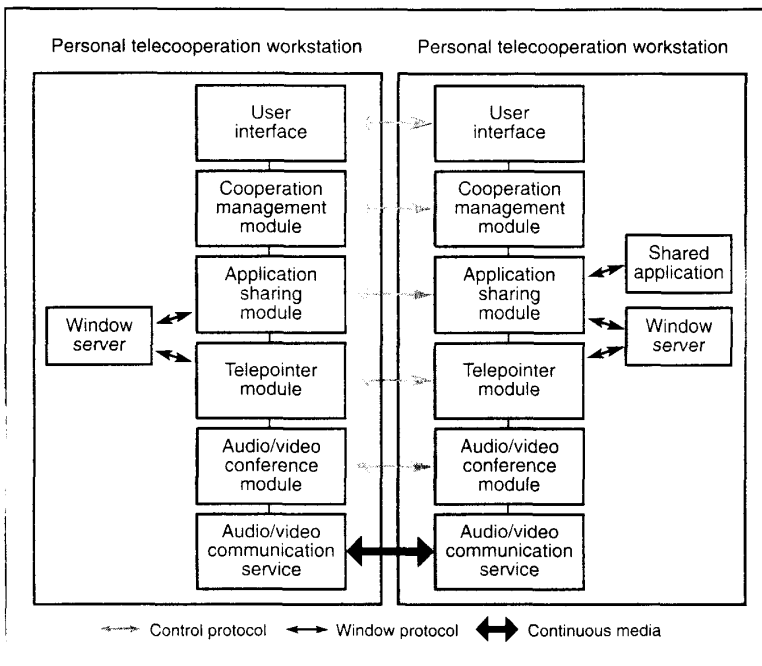 Personal telecooperation workstation
Personal telecooperation workstation
User
interface
Cooperation
management
module
Application
sharing
module
Window
server
Telepointer
module
Audio/video
conference
module
Audio/video
communication
service
User
interface
Cooperation
management
module
Application
sharing
module
Shared
application
Window
server
Telepointer
module
Audio/video
conference
module
Audio/video
communication
service
Control protocol
Window protocol
Continuous media